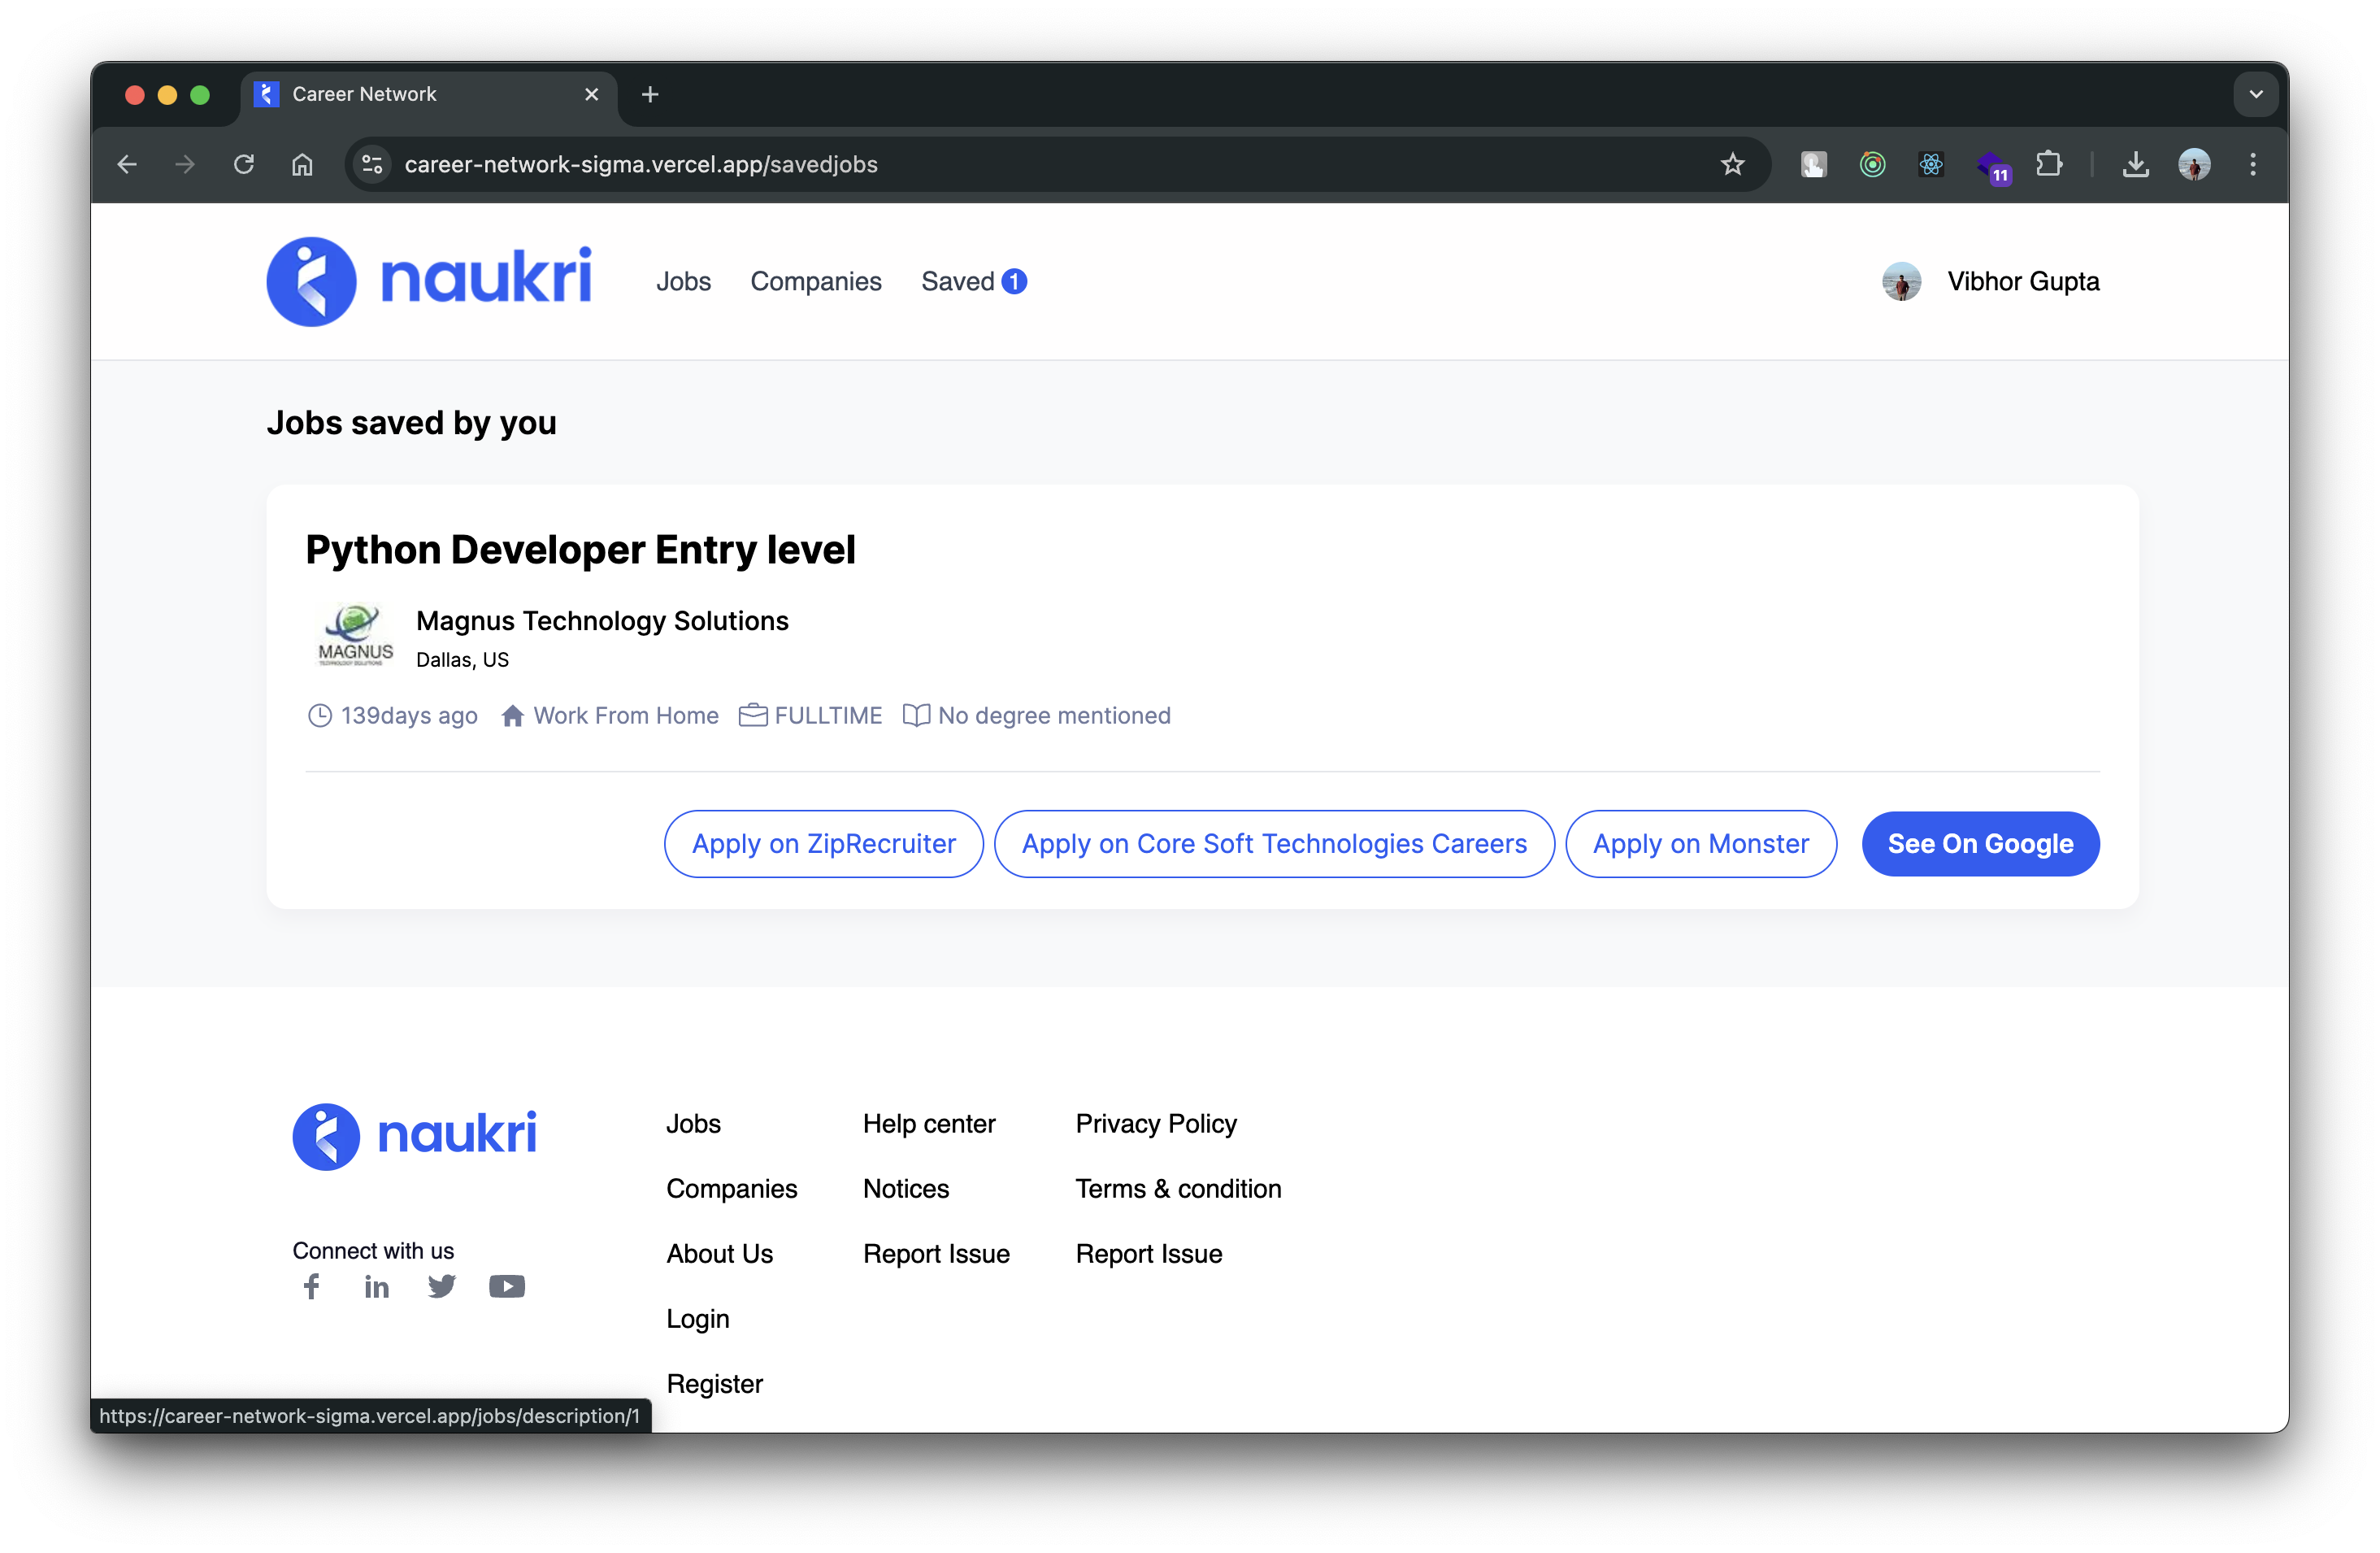 Career Network
career-network-sigma.vercel.app/savedjobs
11
naukri Jobs Companies Saved 1 Vibhor Gupta
Jobs saved by you
Python Developer Entry level
MAGNUS
TECHNOLOGY SOLUTIONS
Magnus Technology Solutions
Dallas, US
139days ago Work From Home FULLTIME No degree mentioned
Apply on ZipRecruiter Apply on Core Soft Technologies Careers Apply on Monster See On Google
naukri
Connect with us
Jobs
Companies
About Us
Login
Register
Help center
Notices
Report Issue
Privacy Policy
Terms & condition
Report Issue
https://career-network-sigma.vercel.app/jobs/description/1